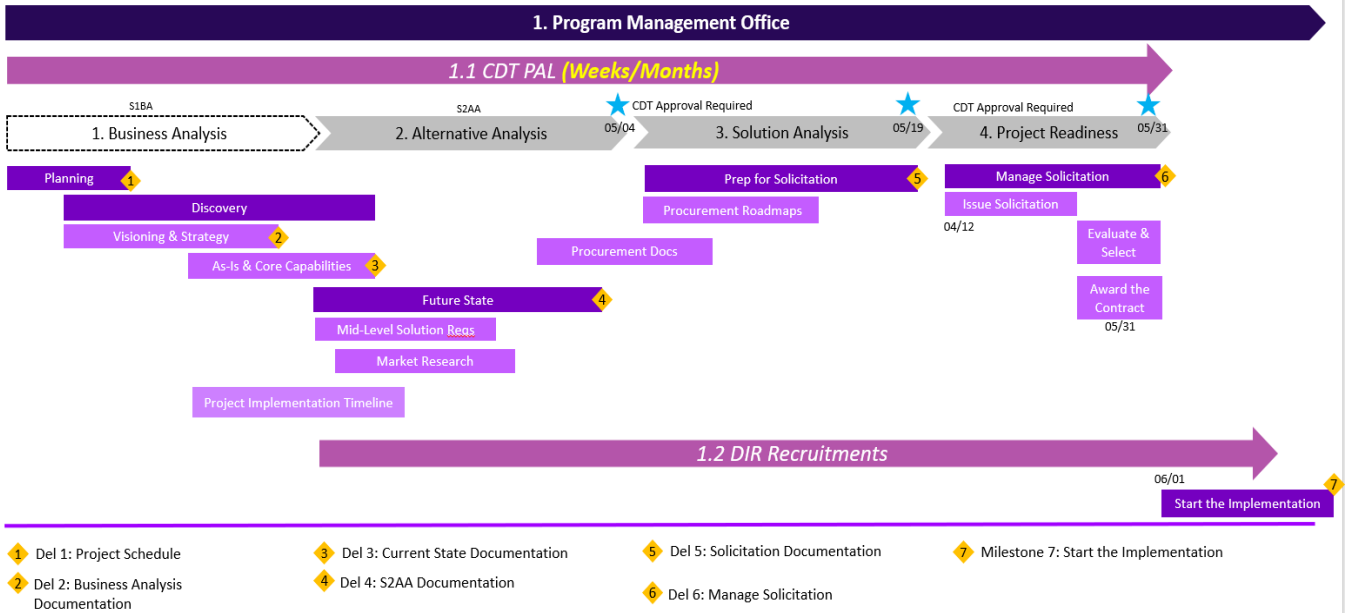 1. Program Management Office
1.1 CDT PAL (Weeks/Months)
S1BA
S2AA
CDT Approval Required
CDT Approval Required
1. Business Analysis
2. Alternative Analysis
05/04
3. Solution Analysis
05/19
4. Project Readiness
05/31
Planning
1
Prep for Solicitation
5
Manage Solicitation
6
Discovery
Procurement Roadmaps
Issue Solicitation
04/12
Visioning & Strategy
2
Evaluate &
Select
Procurement Docs
As-Is & Core Capabilities
3
Award the
Contract
05/31
Future State
4
Mid-Level Solution Reqs
Market Research
Project Implementation Timeline
1.2 DIR Recruitments
06/01
7
Start the Implementation
1 Del 1: Project Schedule
2 Del 2: Business Analysis
Documentation
3 Del 3: Current State Documentation
4 Del 4: S2AA Documentation
5 Del 5: Solicitation Documentation
6 Del 6: Manage Solicitation
7 Milestone 7: Start the Implementation